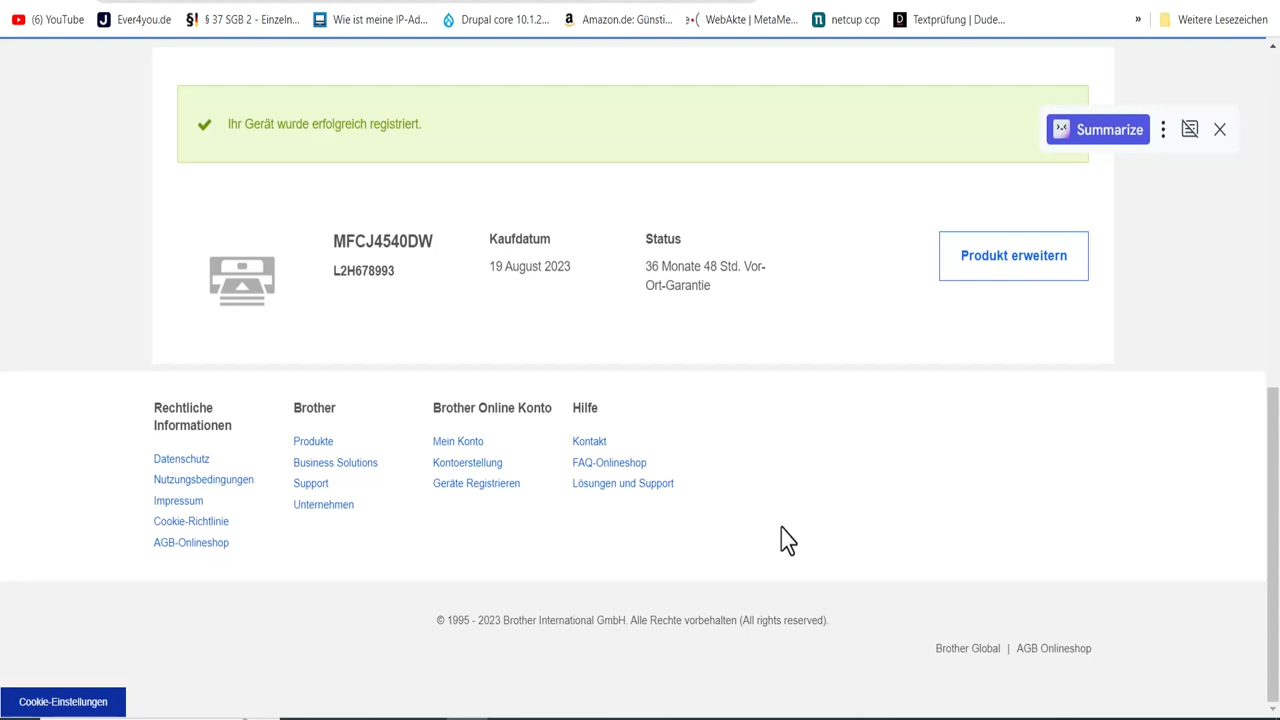 (6) YouTube
Ever4you.de
§ 37 SGB 2 - Einzeln...
Wie ist meine IP-Ad...
Drupal core 10.1.2...
Amazon.de: Günsti...
WebAkte | MetaMe...
netcup ccp
Textprüfung | Dude...
»
Weitere Lesezeichen
Ihr Gerät wurde erfolgreich registriert.
Summarize
MFCJ4540DW
L2H678993
Kaufdatum
19 August 2023
Status
36 Monate 48 Std. Vor-
Ort-Garantie
Produkt erweitern
Rechtliche
Informationen
Datenschutz
Nutzungsbedingungen
Impressum
Cookie-Richtlinie
AGB-Onlineshop
Brother
Produkte
Business Solutions
Support
Unternehmen
Brother Online Konto
Mein Konto
Kontoerstellung
Geräte Registrieren
Hilfe
Kontakt
FAQ-Onlineshop
Lösungen und Support
© 1995 - 2023 Brother International GmbH. Alle Rechte vorbehalten (All rights reserved).
Brother Global | AGB Onlineshop
Cookie-Einstellungen